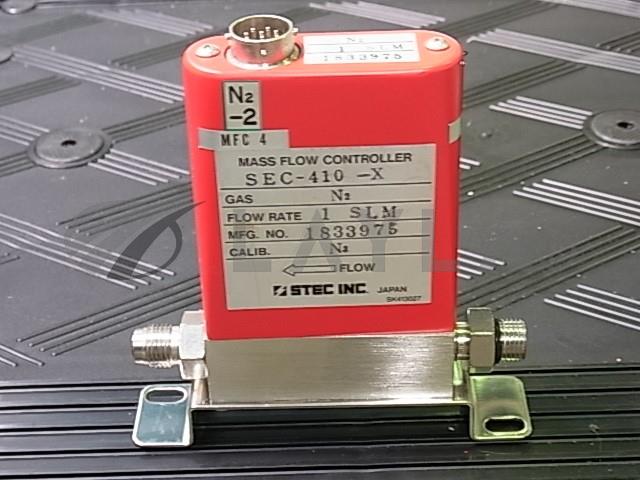 N2
1 SLM
1833975
N2
-2
MFC 4
MASS FLOW CONTROLLER
SEC-410 -X
GAS N2
FLOW RATE 1 SLM
MFG. NO. 1833975
CALIB. N2
FLOW
STEC INC. JAPAN
SK413027